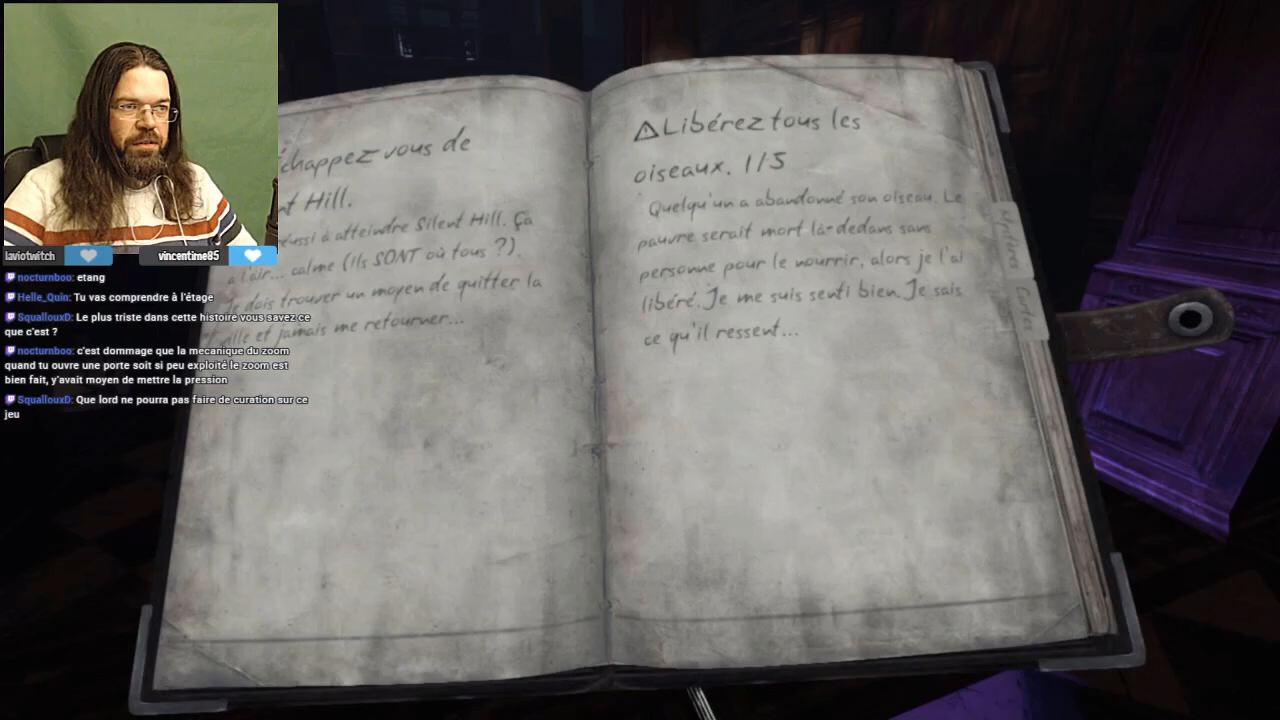 laviotwitch
vincentime85
nocturnboo: etang
Helle_Quin: Tu vas comprendre à l'étage
SquallouxD: Le plus triste dans cette histoire vous savez ce
que c'est ?
nocturnboo: c'est dommage que la mecanique du zoom
quand tu ouvre une porte soit si peu exploité le zoom est
bien fait, y'avait moyen de mettre la pression
SquallouxD: Que lord ne pourra pas faire de curation sur ce
jeu
chappez-vous de
Hill.
à atteindre Silent Hill. Ça
a l'air... calme (ils SONT où tous ?).
dois trouver un moyen de quitter la
et jamais me retourner...
⚠Libérez tous les
oiseaux. 1/5
Quelqu'un a abandonné son oiseau. Le
pauvre serait mort là-dedans sans
personne pour le nourrir, alors je l'ai
libéré. Je me suis senti bien. Je sais
ce qu'il ressent...
Cartes